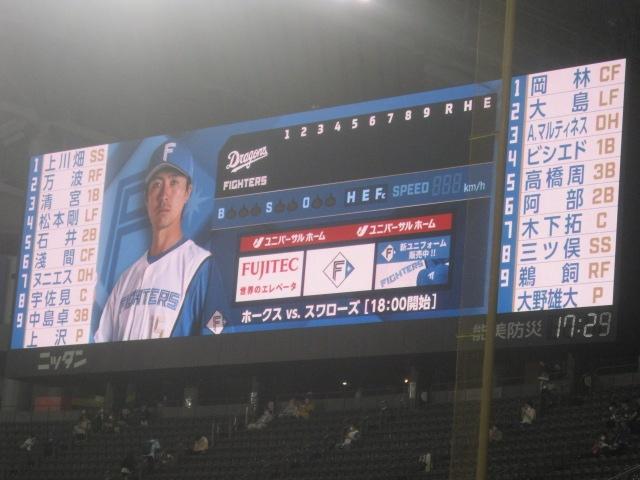 1 上川畑 SS
2 万波 RF
3 清宮 1B
4 松本剛 LF
5 石井 2B
6 淺間 CF
7 ヌニエス DH
8 宇佐見 C
9 中島卓 3B
上沢 P
F
FIGHTERS
1 2 3 4 5 6 7 8 9 R H E
Dragons
FIGHTERS
B S O H E Fc SPEED km/h
ユニバーサルホーム ユニバーサルホーム
FUJITEC
世界のエレベータ
F
新ユニフォーム
販売中!!
FIGHTERS
ホークス vs. スワローズ [18:00開始]
1 岡林 CF
2 大島 LF
3 A.マルティネス DH
4 ビシエド 1B
5 高橋周 3B
6 阿部 2B
7 木下拓 C
8 三ツ俣 SS
9 鵜飼 RF
大野雄大 P
ニッタン
能美防災 17:29